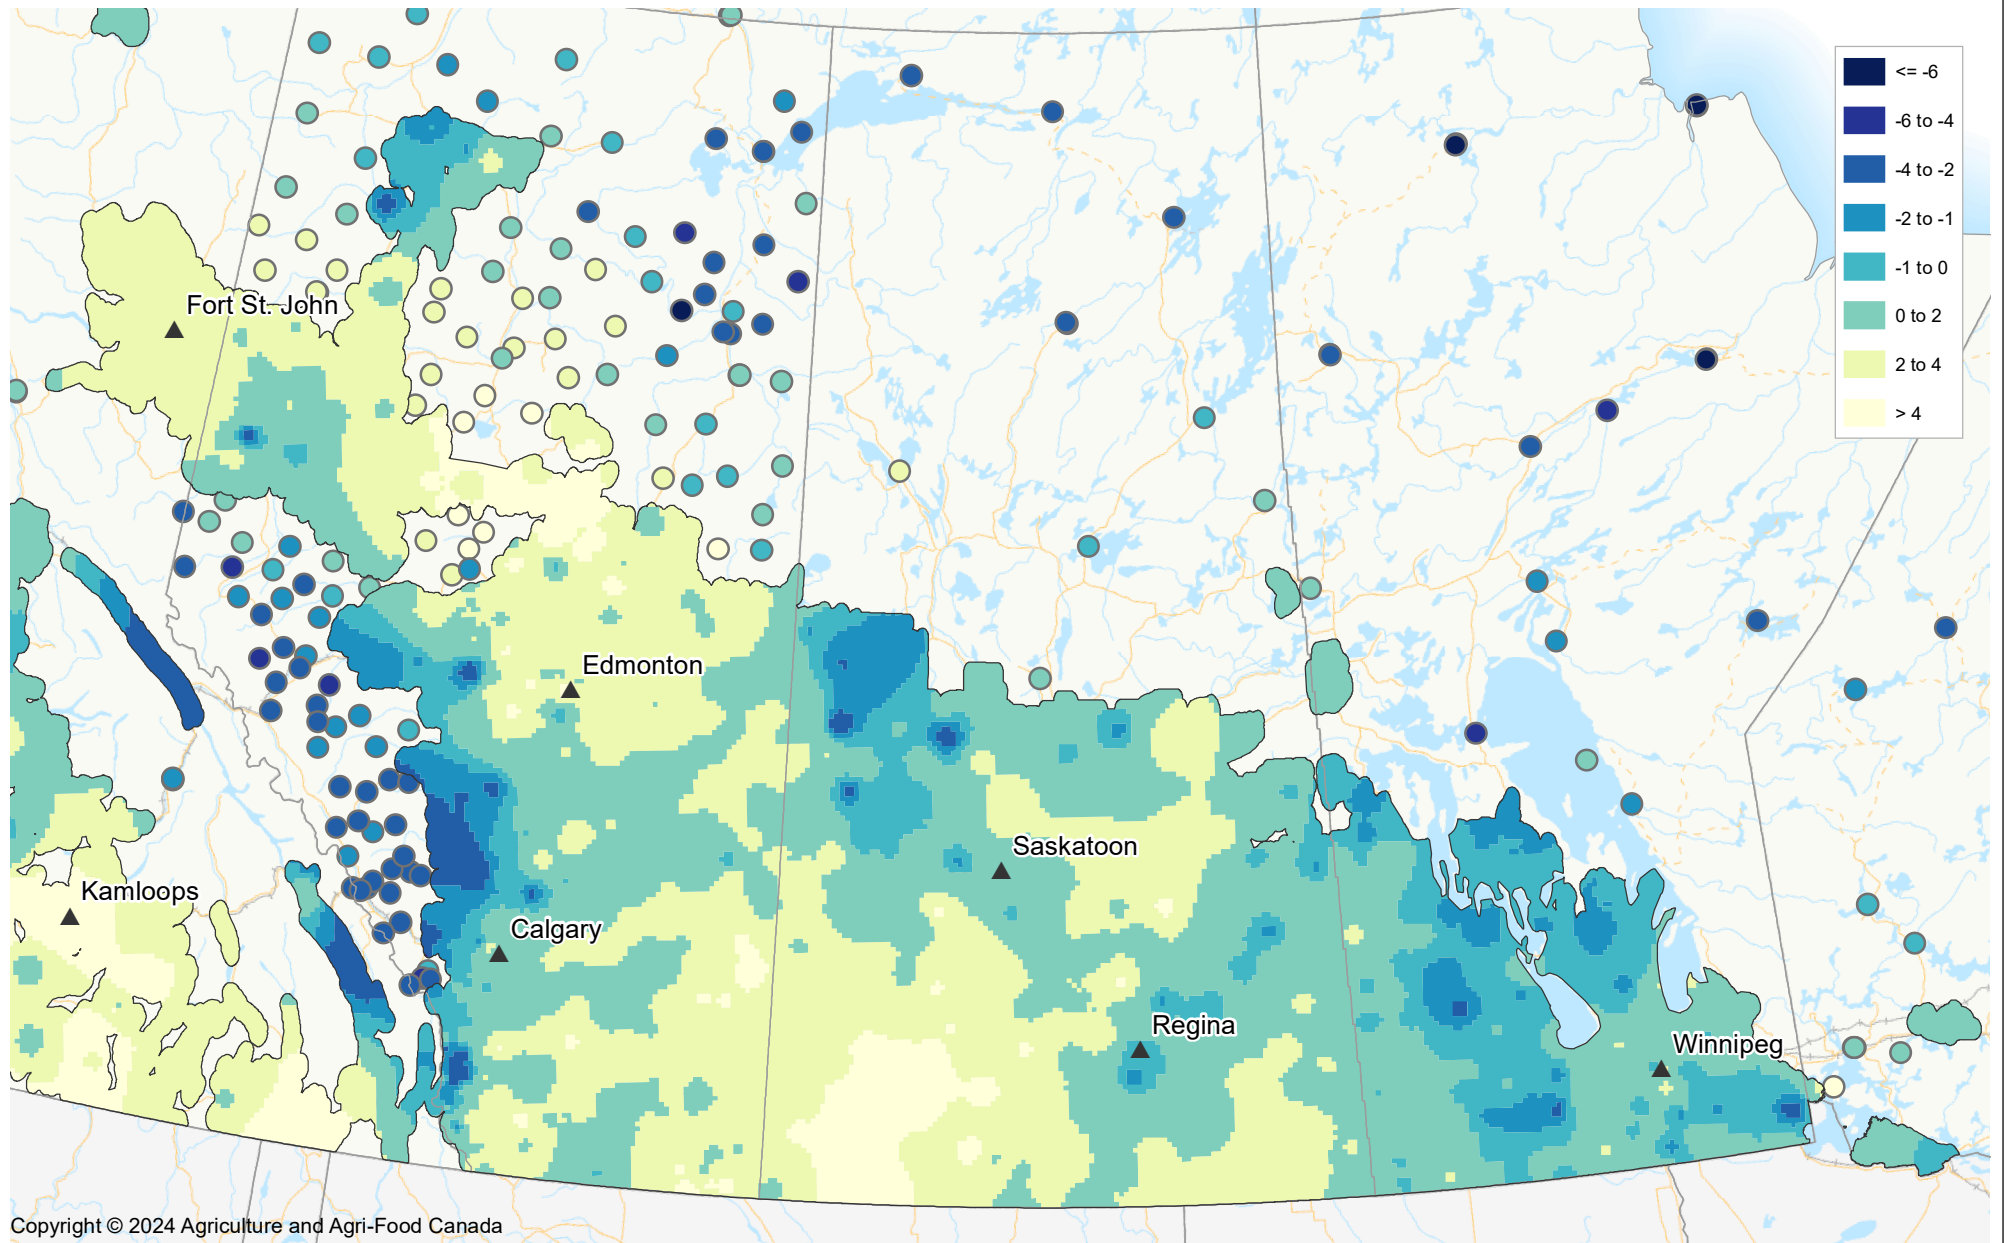 <= -6
-6 to -4
-4 to -2
-2 to -1
-1 to 0
0 to 2
2 to 4
> 4
Fort St. John
Edmonton
Saskatoon
Kamloops
Calgary
Regina
Winnipeg
Copyright © 2024 Agriculture and Agri-Food Canada